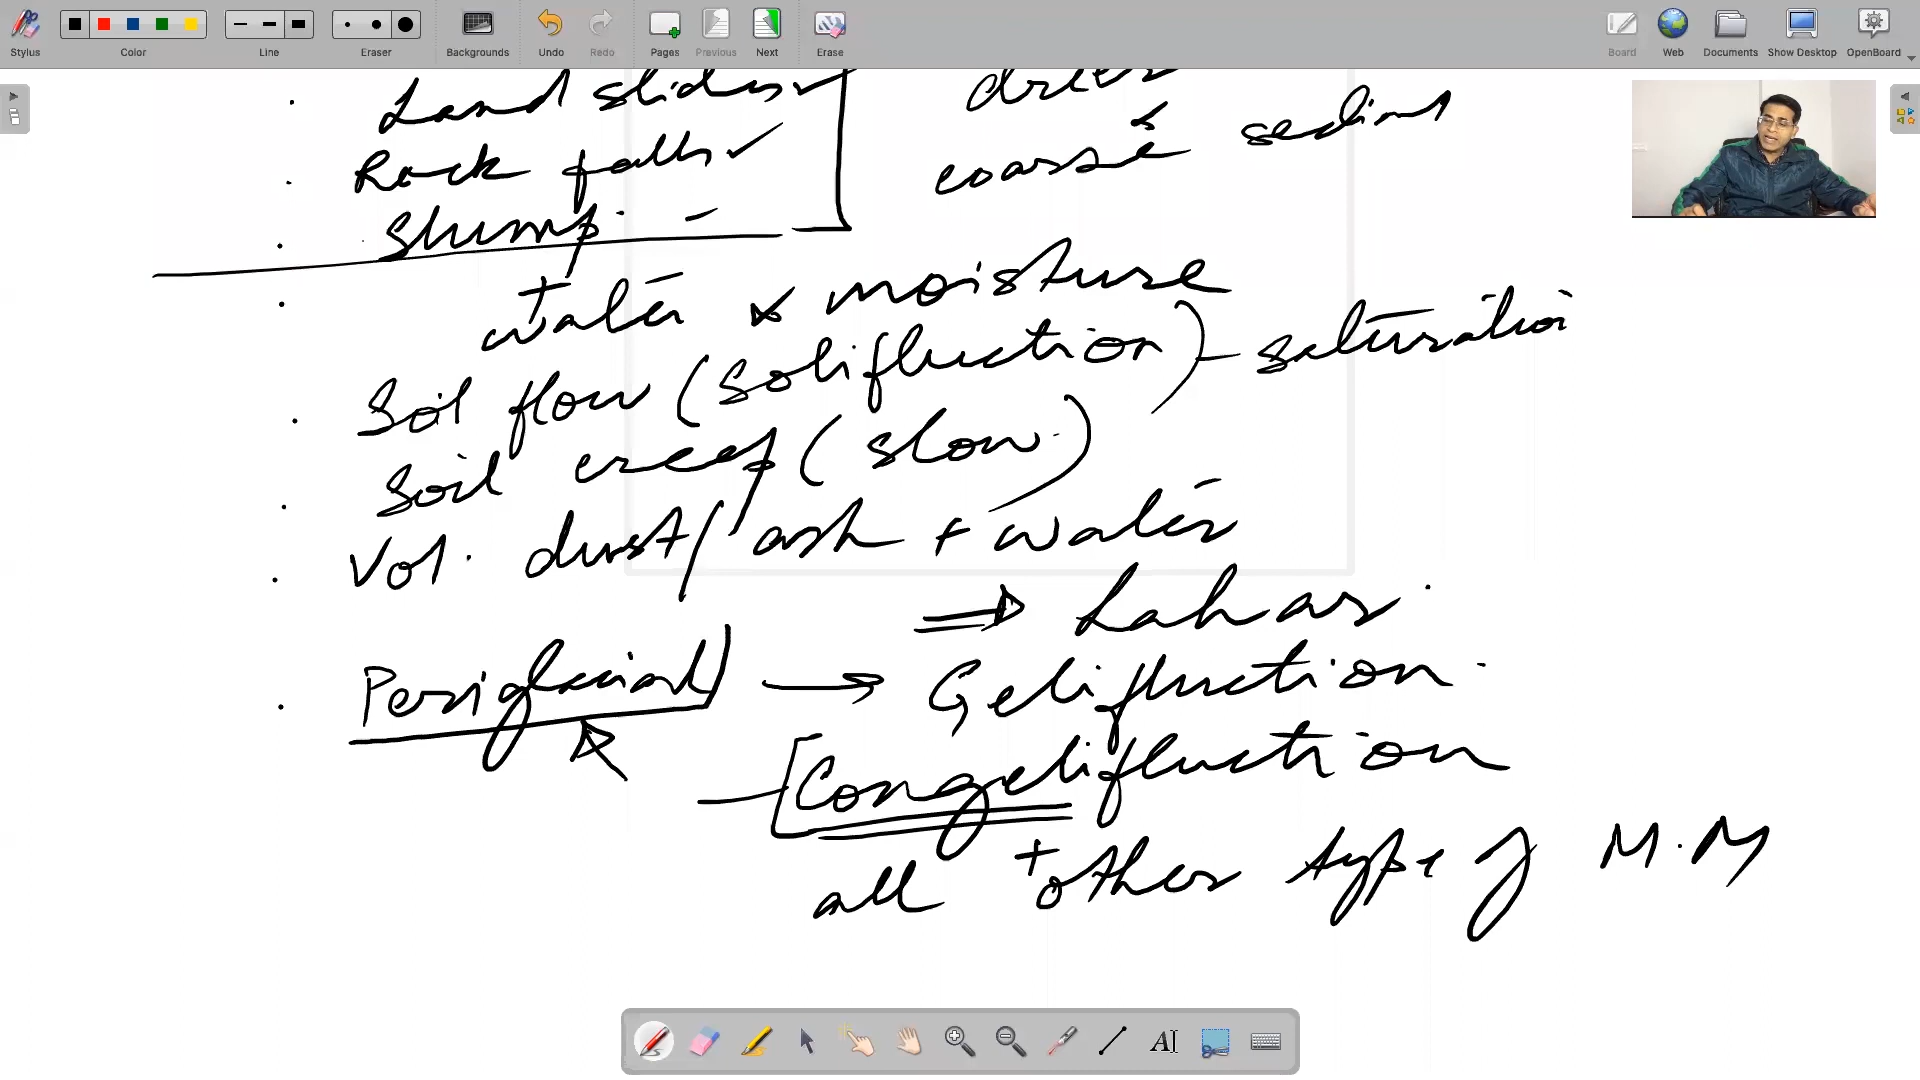 Stylus Color Line Eraser Backgrounds Undo Redo Pages Previous Next Erase Board Web Documents Show Desktop OpenBoard
Land slides
Rock falls
Slump
coarse sediment
water & moisture
Soil flow (Solifluction) - saturation
Soil creep (slow)
Vol. dust/ash + water
⇒ Lahar
Periglacial → Gelifluction
[Congelifluction
+
all other type of M.M